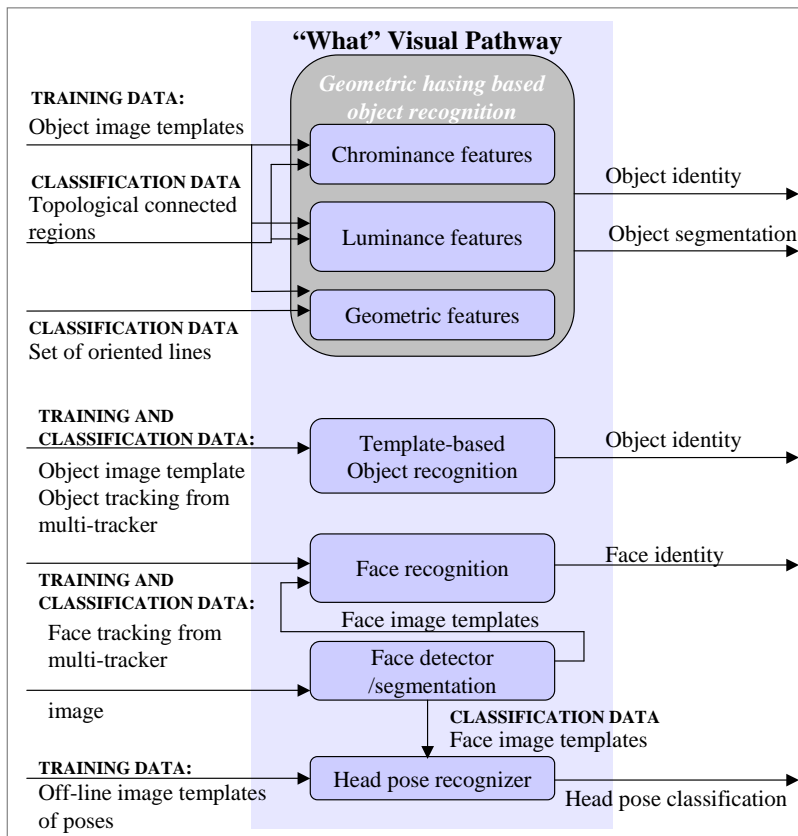 “What” Visual Pathway
Geometric hasing based
object recognition
TRAINING DATA:
Object image templates
Chrominance features
CLASSIFICATION DATA
Topological connected
regions
Object identity
Luminance features
Object segmentation
Geometric features
CLASSIFICATION DATA
Set of oriented lines
TRAINING AND
CLASSIFICATION DATA:
Object image template
Object tracking from
multi-tracker
Template-based
Object recognition
Object identity
Face recognition
Face identity
TRAINING AND
CLASSIFICATION DATA:
Face tracking from
multi-tracker
Face image templates
Face detector
/segmentation
image
CLASSIFICATION DATA
Face image templates
TRAINING DATA:
Off-line image templates
of poses
Head pose recognizer
Head pose classification